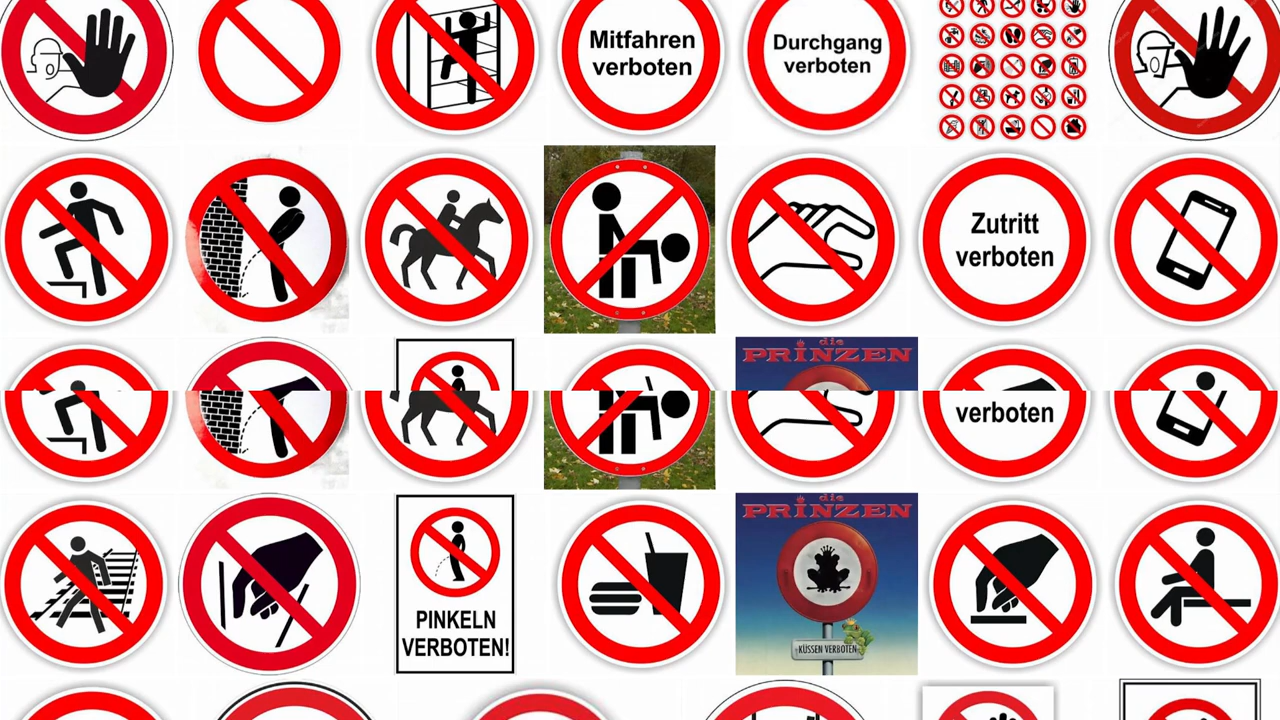 Mitfahren
verboten
Durchgang
verboten
Zutritt
verboten
die
PRINZEN
verboten
PINKELN
VERBOTEN!
die
PRINZEN
KÜSSEN VERBOTEN